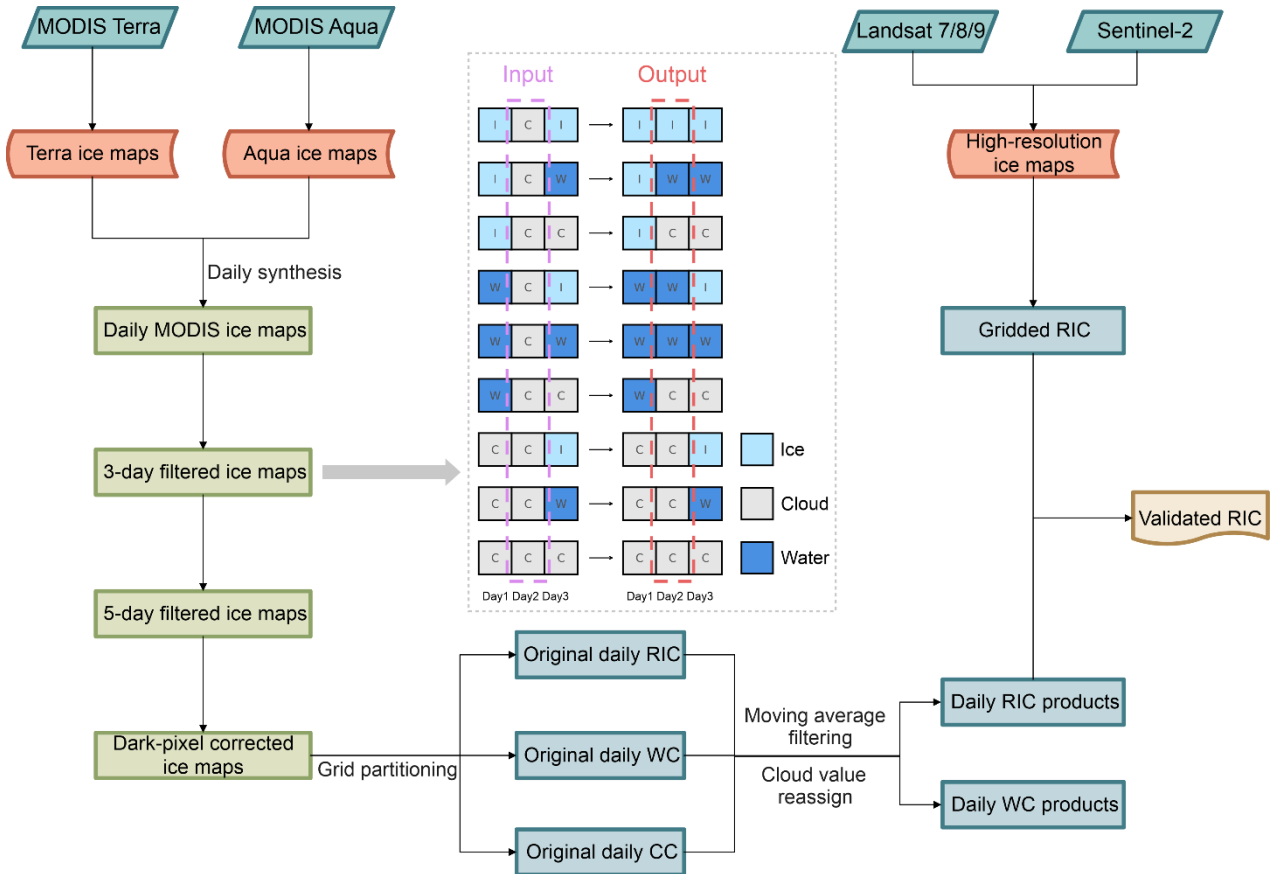 MODIS Terra
MODIS Aqua
Landsat 7/8/9
Sentinel-2
Input
Output
I C I I I I
Terra ice maps
Aqua ice maps
High-resolution
ice maps
I C W I W W
I C C I C C
Daily synthesis
W C I W W I
Daily MODIS ice maps
W C W W W W
Gridded RIC
W C C W C C
3-day filtered ice maps
C C I C C I
Ice
C C W C C W
Cloud
Validated RIC
C C C C C C
Water
Day1 Day2 Day3 Day1 Day2 Day3
5-day filtered ice maps
Original daily RIC
Daily RIC products
Moving average
filtering
Dark-pixel corrected
ice maps
Grid partitioning
Original daily WC
Cloud value
reassign
Daily WC products
Original daily CC